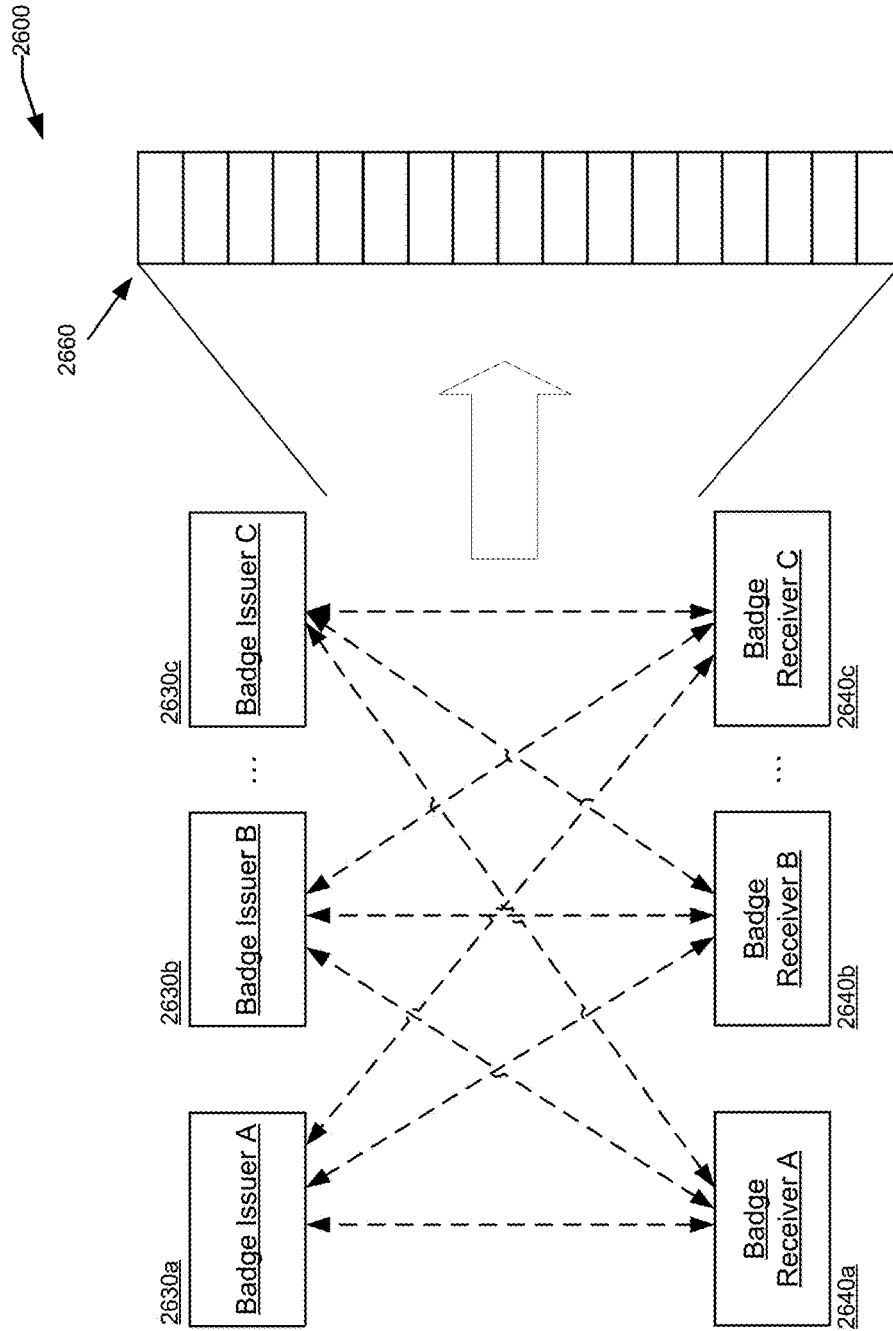 2600
2660
2630a
Badge Issuer A
2630b
Badge Issuer B
...
2630c
Badge Issuer C
2640a
Badge
Receiver A
2640b
Badge
Receiver B
...
2640c
Badge
Receiver C